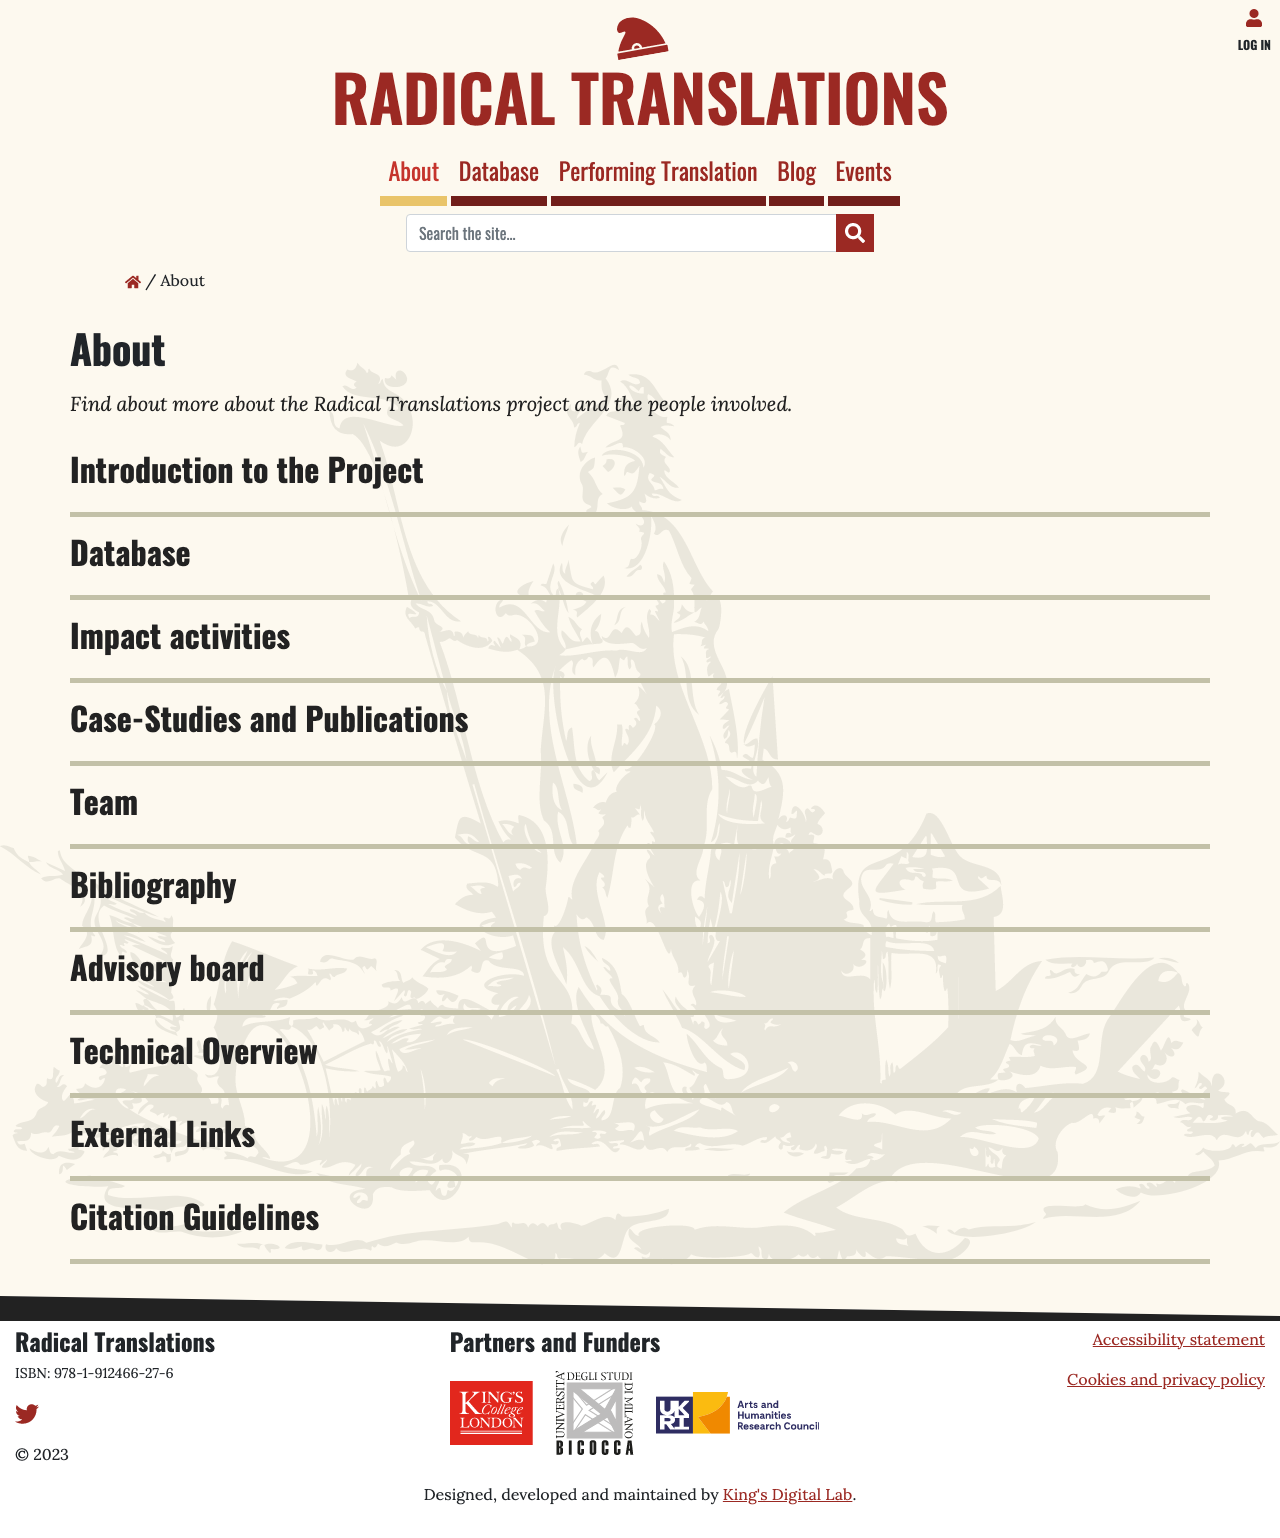 LOG IN
RADICAL TRANSLATIONS
About Database Performing Translation Blog Events
Search the site...
/ About
About
Find about more about the Radical Translations project and the people involved.
Introduction to the Project
Database
Impact activities
Case-Studies and Publications
Team
Bibliography
Advisory board
Technical Overview
External Links
Citation Guidelines
Radical Translations
ISBN: 978-1-912466-27-6
© 2023
Partners and Funders
KING'S
College
LONDON
UNIVERSITA'
DEGLI STUDI
DI MILANO
BICOCCA
UKRI
Arts and
Humanities
Research Council
Accessibility statement
Cookies and privacy policy
Designed, developed and maintained by King's Digital Lab.